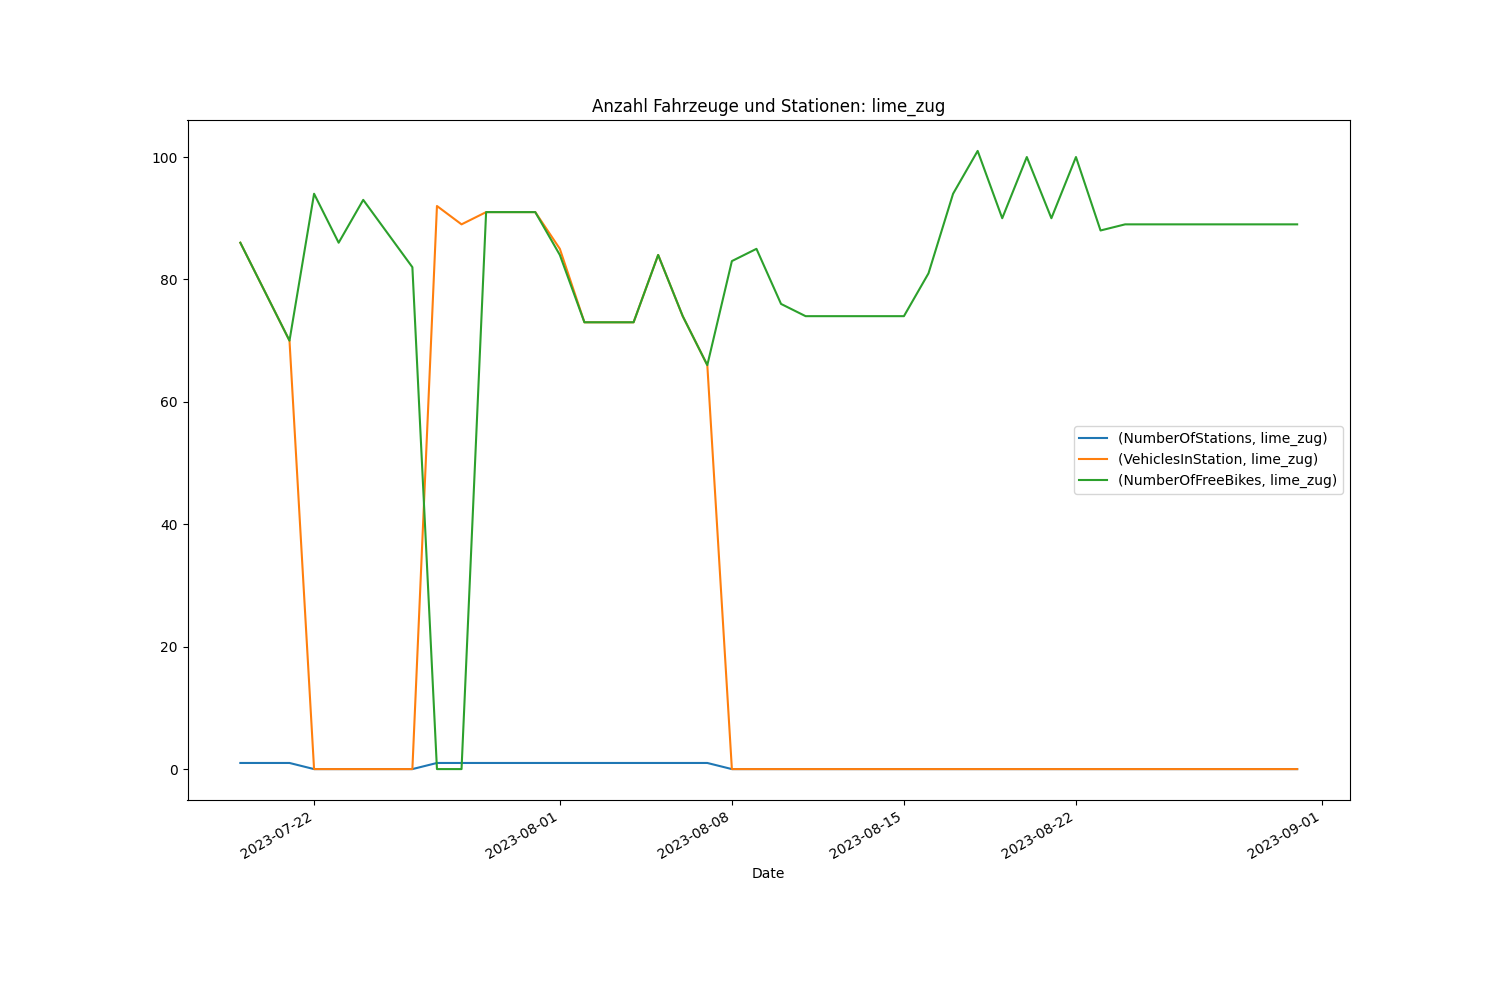 Anzahl Fahrzeuge und Stationen: lime_zug
100
80
60
40
20
0
(NumberOfStations, lime_zug)
(VehiclesInStation, lime_zug)
(NumberOfFreeBikes, lime_zug)
2023-07-22
2023-08-01
2023-08-08
2023-08-15
2023-08-22
2023-09-01
Date